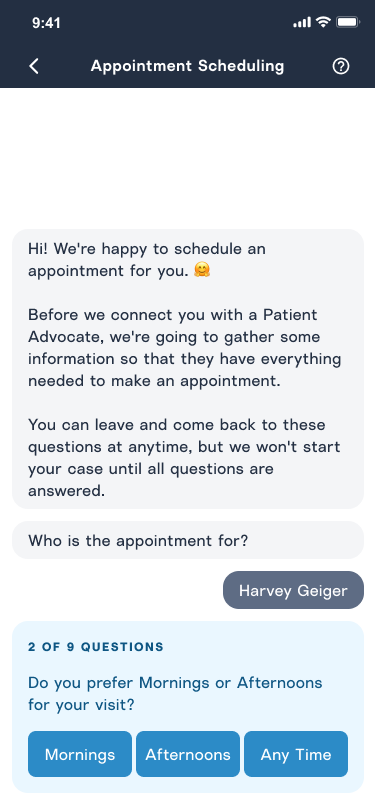 9:41
Appointment Scheduling
Hi! We're happy to schedule an
appointment for you. 🤗
Before we connect you with a Patient
Advocate, we're going to gather some
information so that they have everything
needed to make an appointment.
You can leave and come back to these
questions at anytime, but we won't start
your case until all questions are
answered.
Who is the appointment for?
Harvey Geiger
2 OF 9 QUESTIONS
Do you prefer Mornings or Afternoons
for your visit?
Mornings Afternoons Any Time